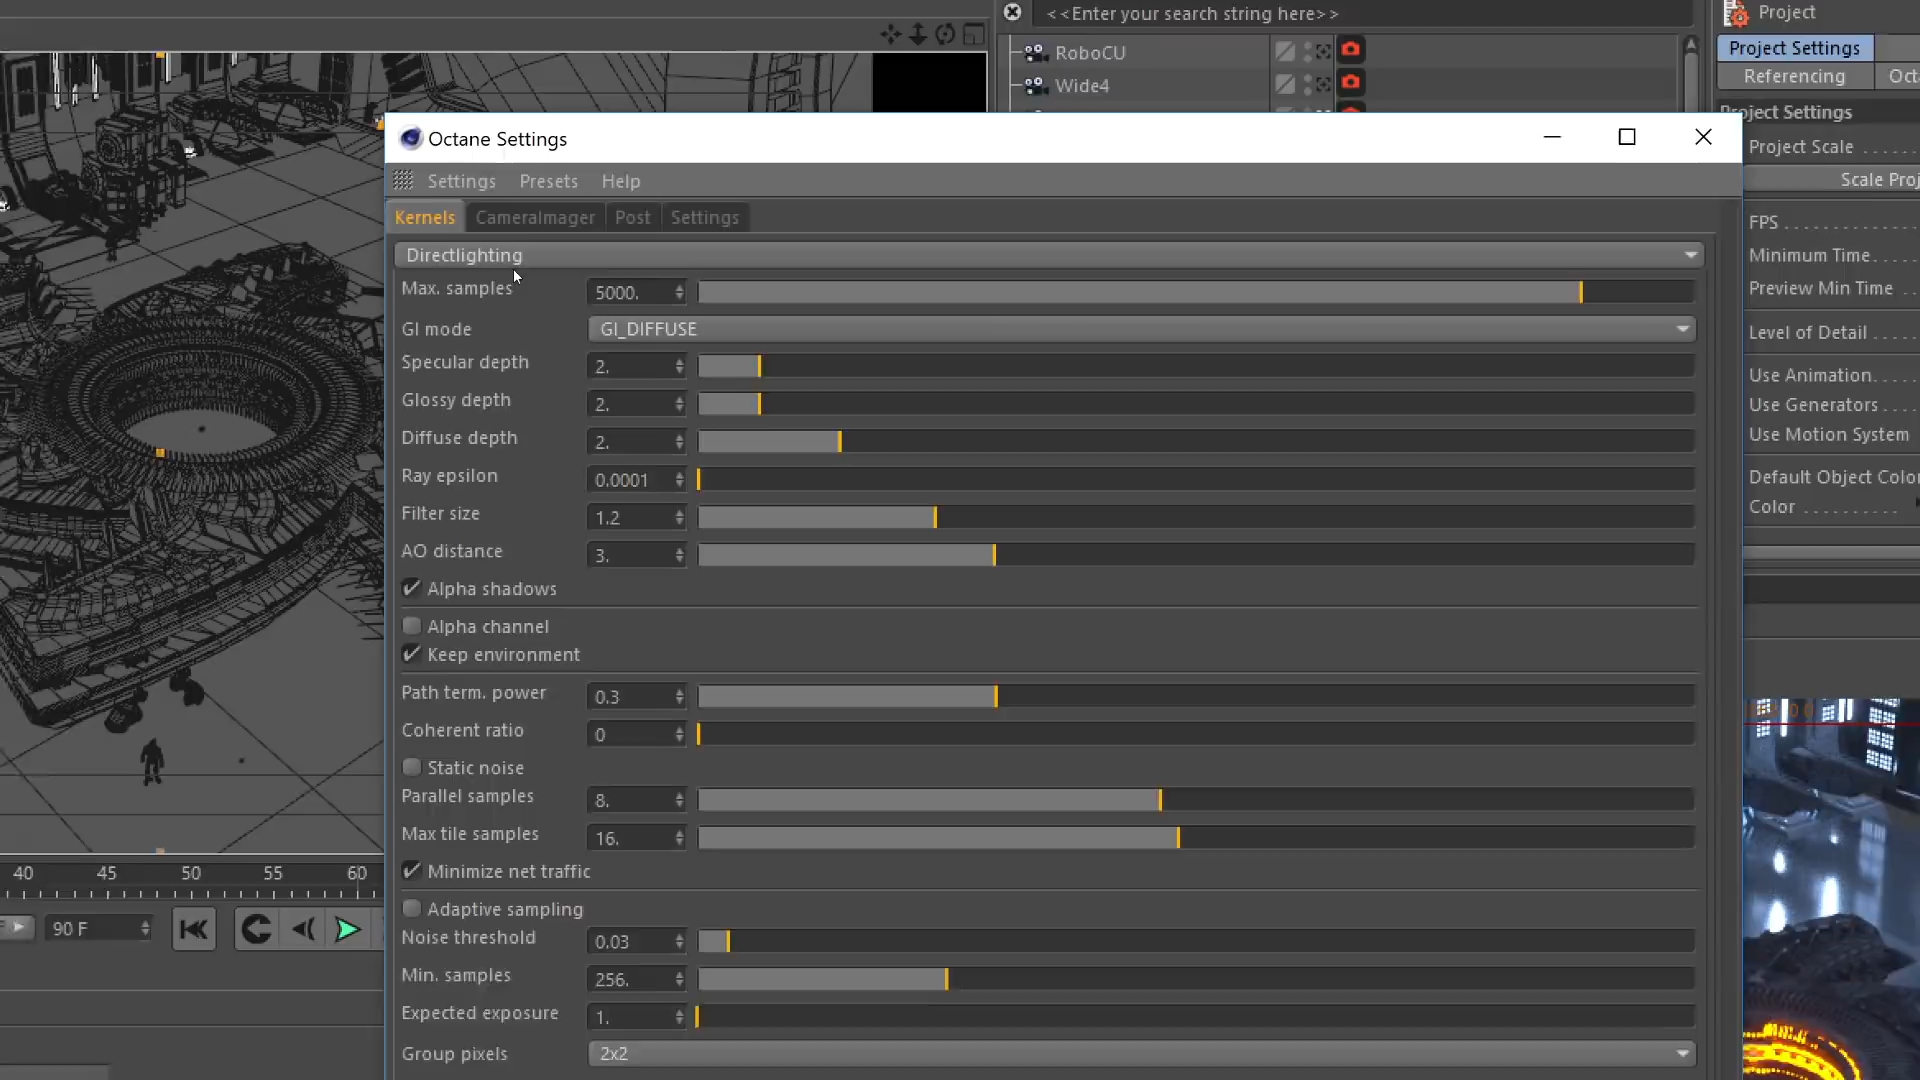 <<Enter your search string here>>
Project
RoboCU
Wide4
Project Settings
Referencing
Project Settings
Project Scale . . . . .
FPS . . . . . . . . . . . . .
Minimum Time. . . .
Preview Min Time . .
Level of Detail . . . .
Use Animation. . . . .
Use Generators . . . .
Use Motion System
Default Object Color
Color . . . . . . . . . .
Octane Settings
Settings Presets Help
Kernels CameraImager Post Settings
Directlighting
Max. samples 5000.
GI mode GI_DIFFUSE
Specular depth 2.
Glossy depth 2.
Diffuse depth 2.
Ray epsilon 0.0001
Filter size 1.2
AO distance 3.
Alpha shadows
Alpha channel
Keep environment
Path term. power 0.3
Coherent ratio 0
Static noise
Parallel samples 8.
Max tile samples 16.
Minimize net traffic
Adaptive sampling
Noise threshold 0.03
Min. samples 256.
Expected exposure 1.
Group pixels 2x2
40 45 50 55 60
90 F